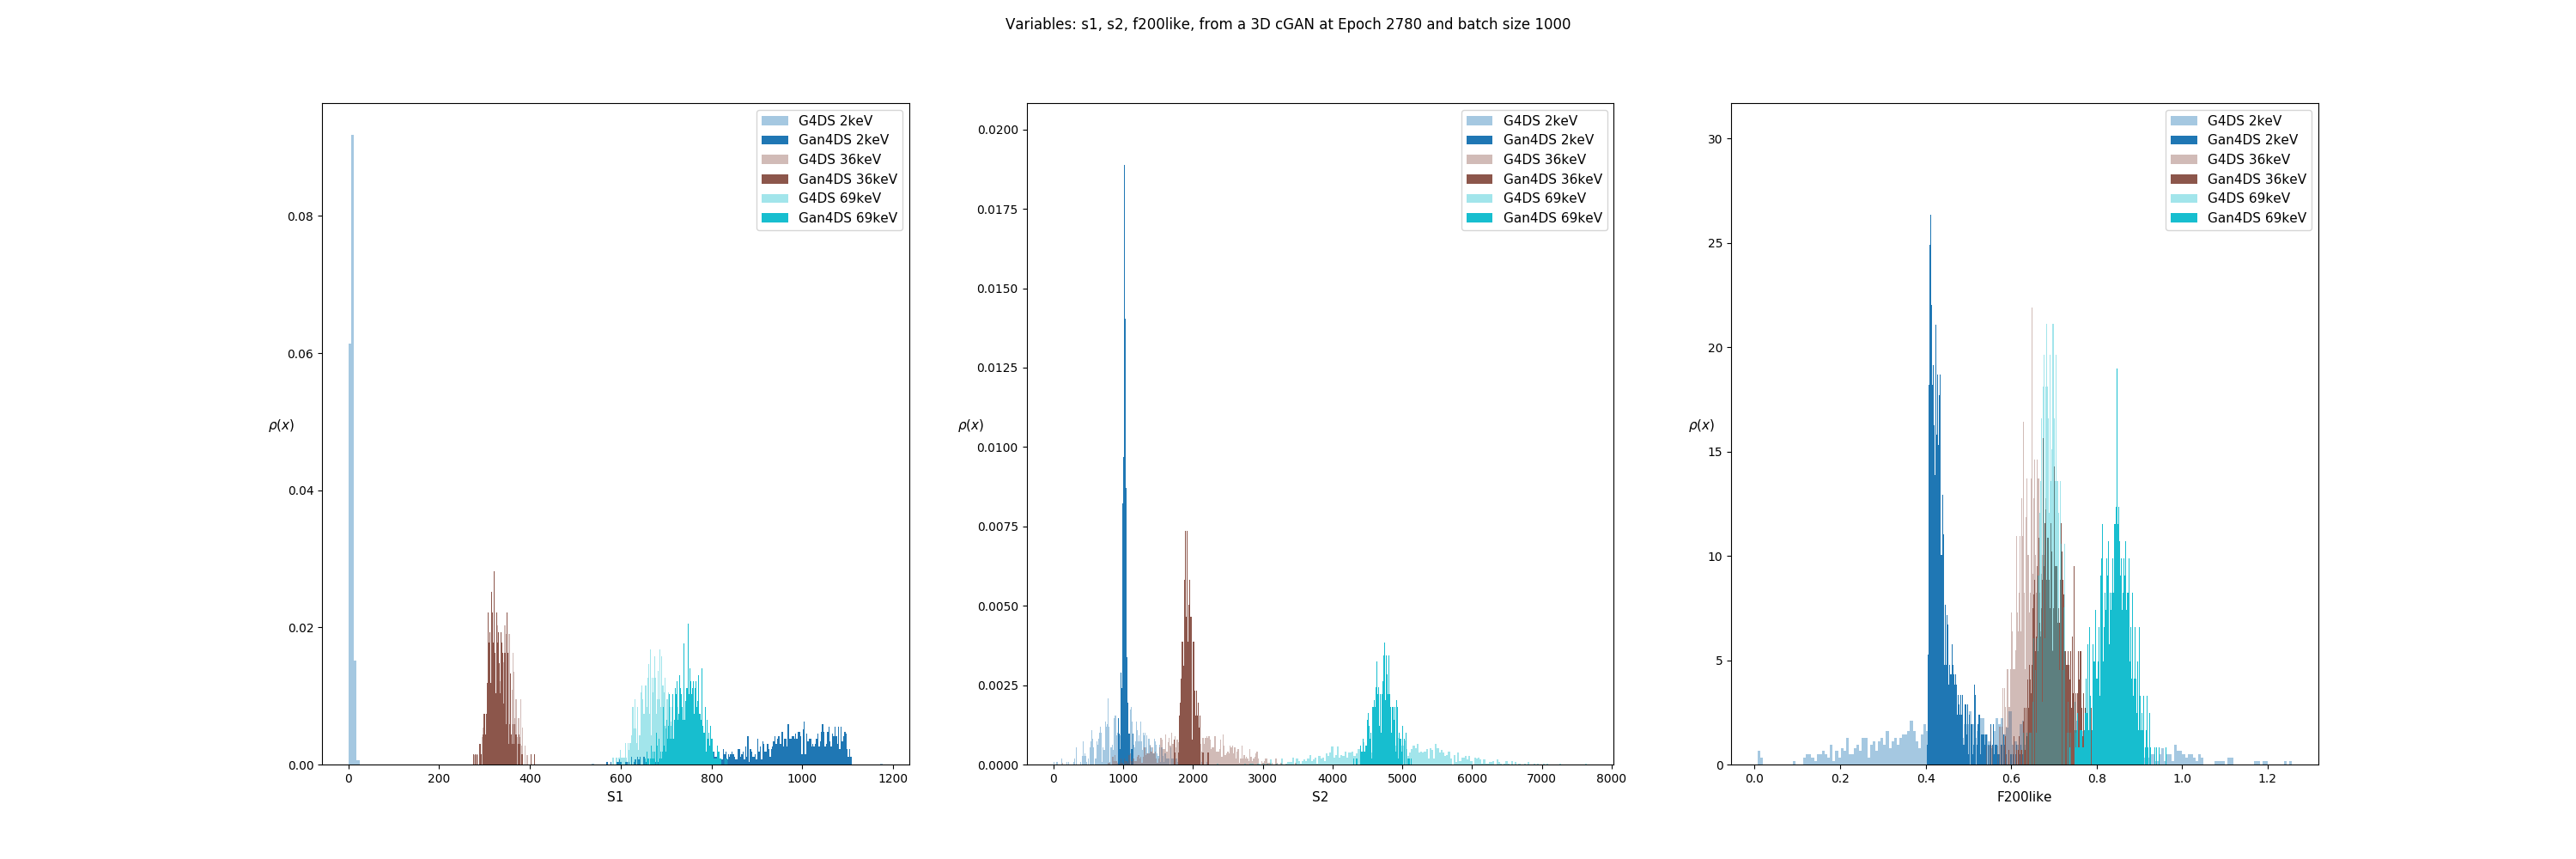 Variables: s1, s2, f200like, from a 3D cGAN at Epoch 2780 and batch size 1000
G4DS 2keV
Gan4DS 2keV
G4DS 36keV
Gan4DS 36keV
G4DS 69keV
Gan4DS 69keV
0.08
0.06
ρ(x)
0.04
0.02
0.00
0 200 400 600 800 1000 1200
S1
G4DS 2keV
Gan4DS 2keV
G4DS 36keV
Gan4DS 36keV
G4DS 69keV
Gan4DS 69keV
0.0200
0.0175
0.0150
0.0125
ρ(x)
0.0100
0.0075
0.0050
0.0025
0.0000
0 1000 2000 3000 4000 5000 6000 7000 8000
S2
G4DS 2keV
Gan4DS 2keV
G4DS 36keV
Gan4DS 36keV
G4DS 69keV
Gan4DS 69keV
30
25
20
ρ(x)
15
10
5
0
0.0 0.2 0.4 0.6 0.8 1.0 1.2
F200like